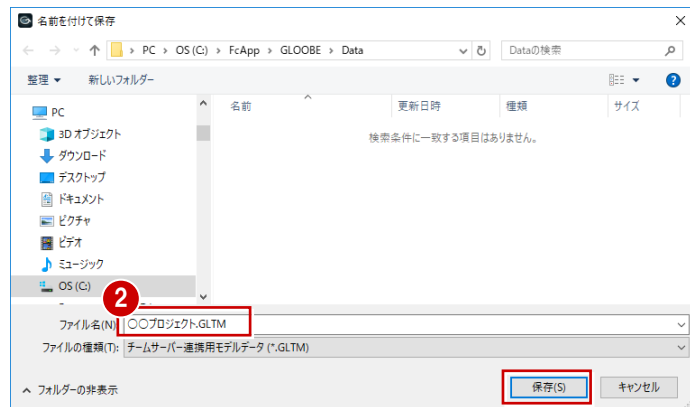 名前を付けて保存
PC › OS (C:) › FcApp › GLOOBE › Data
Dataの検索
整理 新しいフォルダー
名前 更新日時 種類 サイズ
検索条件に一致する項目はありません。
PC
3D オブジェクト
ダウンロード
デスクトップ
ドキュメント
ピクチャ
ビデオ
ミュージック
OS (C:)
2
ファイル名(N): 〇〇プロジェクト.GLTM
ファイルの種類(T): チームサーバー連携用モデルデータ (*.GLTM)
フォルダーの非表示
保存(S) キャンセル